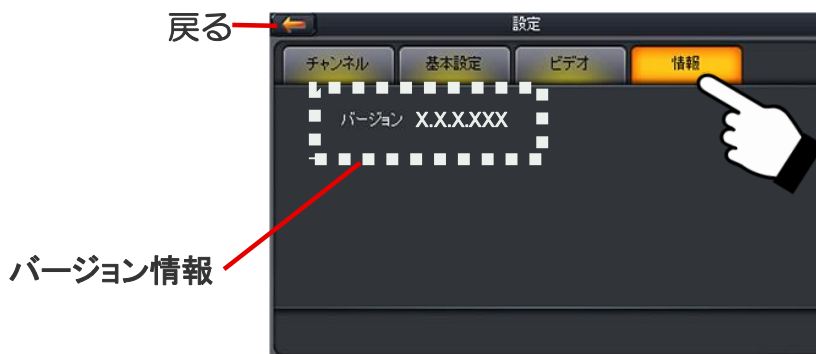 戻る
設定
チャンネル
基本設定
ビデオ
情報
バージョン X.X.X.XXX
バージョン情報